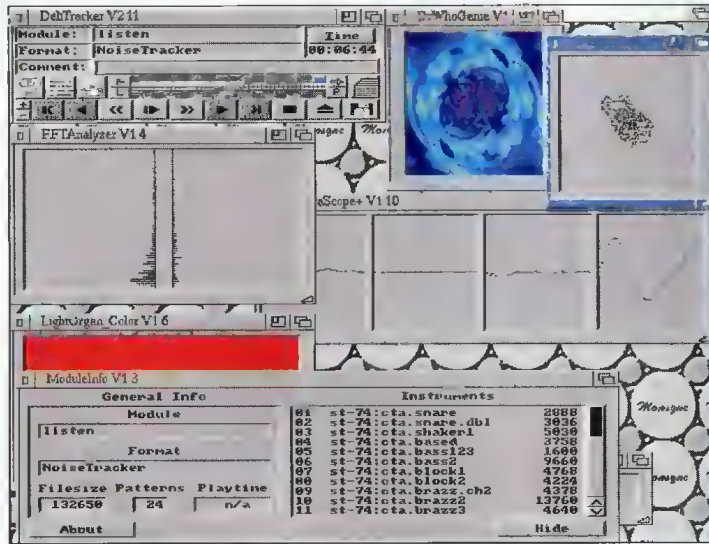 DeliTracker V2 11
Module: listen Time
Format: NoiseTracker 00:06:44
Comment:
FFTAnalyzer V1 4
DrWhoGenie V1
Monique
aScope+ V1 10
LightOrgan Color V1 6
ModuleInfo V1 3
General Info
Module
listen
Format
NoiseTracker
Filesize Patterns Playtime
132650 24 n/a
About
Instruments
01 st-74:cta.snare 2888
02 st-74:cta.snare.dbl 3036
03 st-74:cta.shaker1 5030
04 st-74:cta.based 3758
05 st-74:cta.bass123 1600
06 st-74:cta.bass2 9660
07 st-74:cta.block1 4768
08 st-74:cta.block2 4224
09 st-74:cta.brazz.ch2 4378
10 st-74:cta.brazz2 13760
11 st-74:cta.brazz3 4640
Hide
Monique